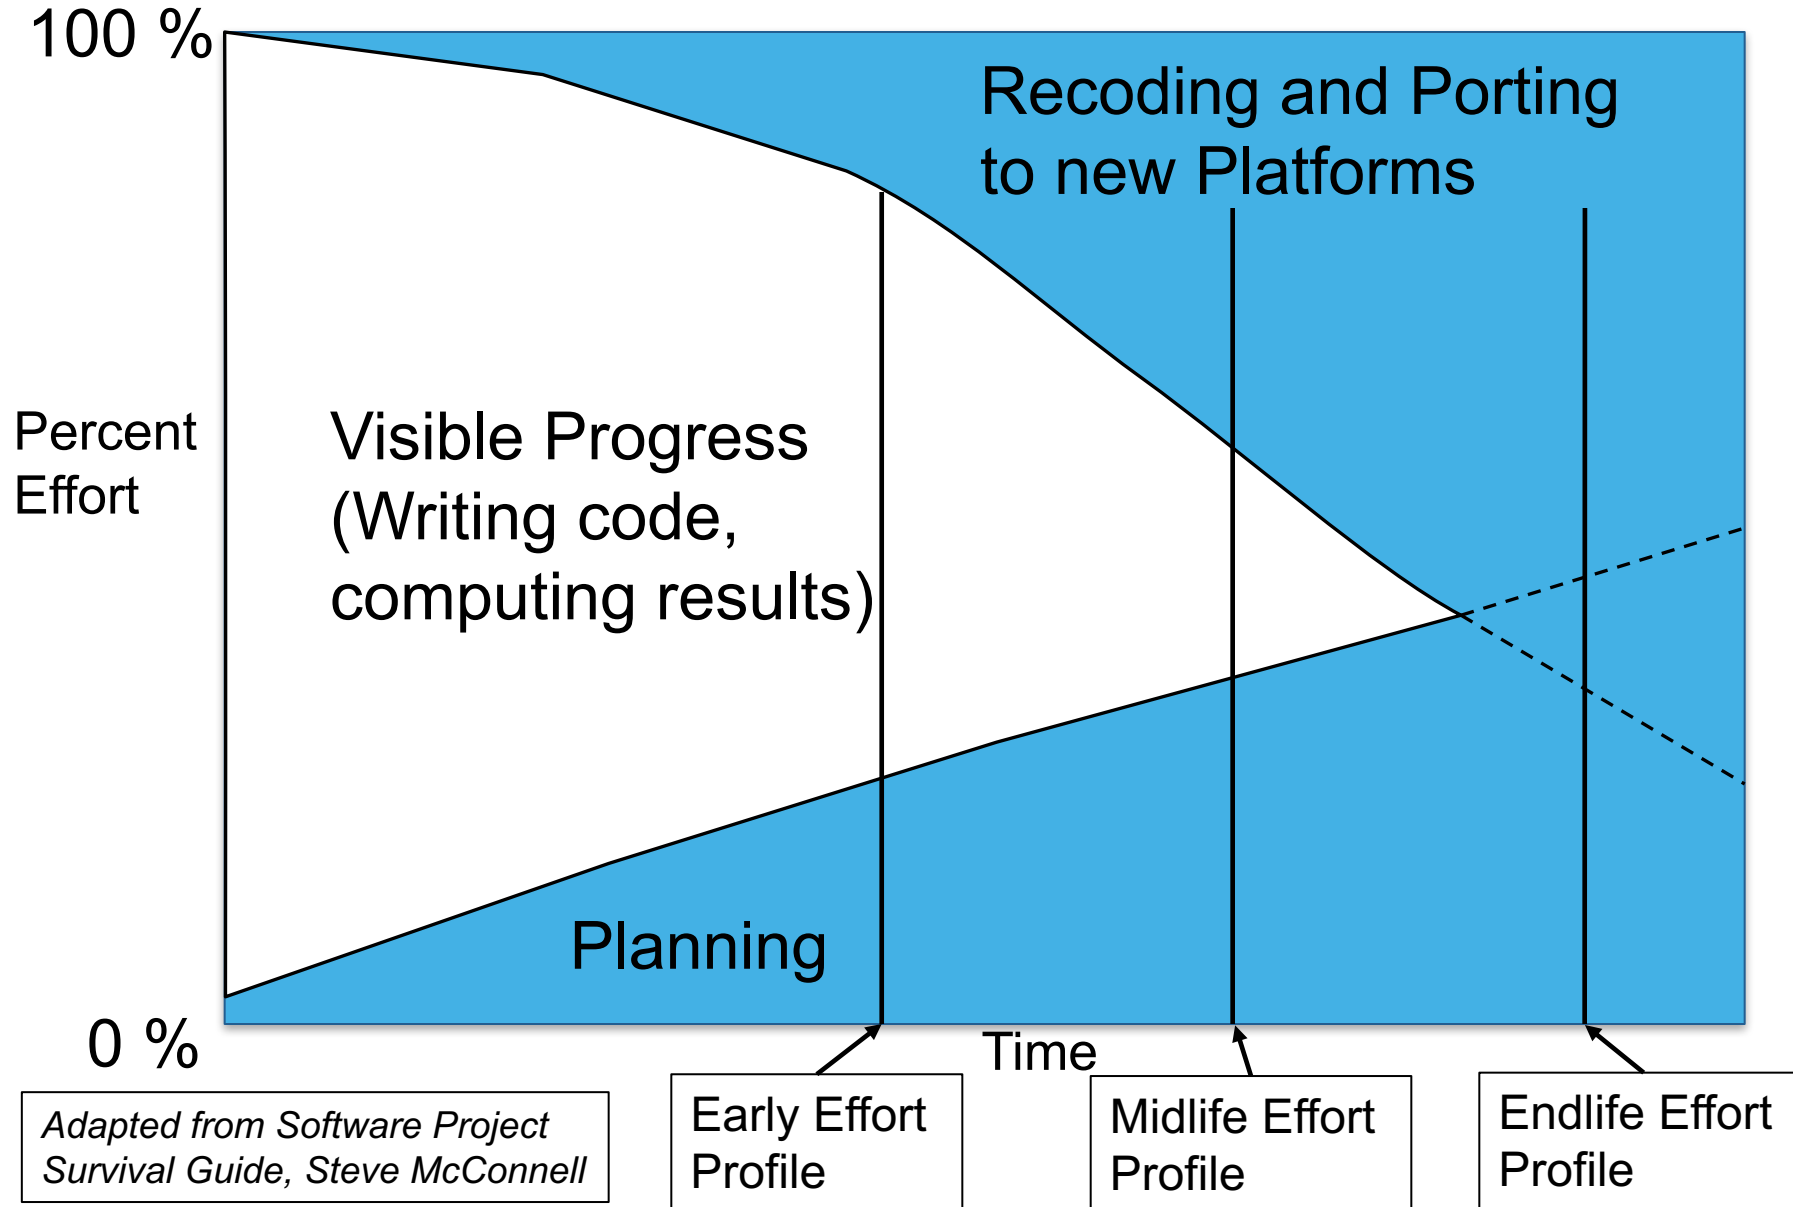 100 %
Recoding and Porting
to new Platforms
Percent
Effort
Visible Progress
(Writing code,
computing results)
Planning
0 %
Time
Adapted from Software Project
Survival Guide, Steve McConnell
Early Effort
Profile
Midlife Effort
Profile
Endlife Effort
Profile